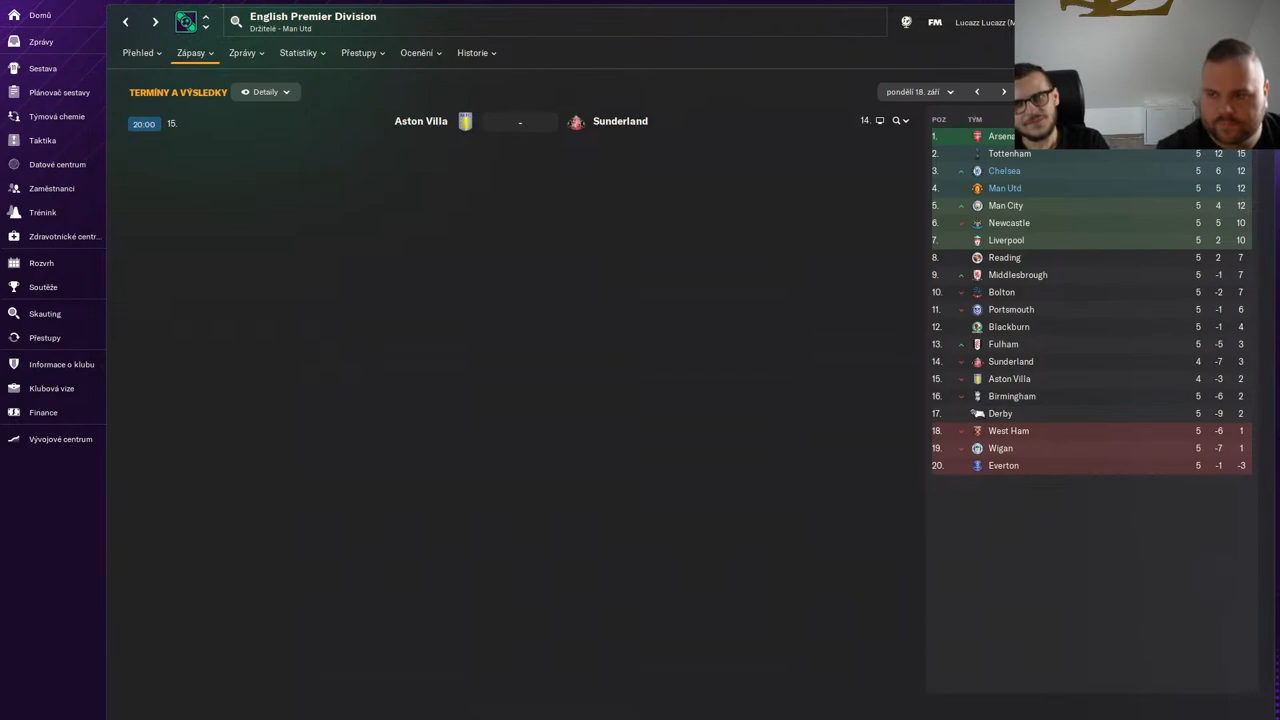 Domů
Zprávy
Sestava
Plánovač sestavy
Týmová chemie
Taktika
Datové centrum
Zaměstnanci
Trénink
Zdravotnické centr...
Rozvrh
Soutěže
Skauting
Přestupy
Informace o klubu
Klubová vize
Finance
Vývojové centrum
English Premier Division
Držitelé - Man Utd
FM
Lucazz Lucazz (M
Přehled
Zápasy
Zprávy
Statistiky
Přestupy
Ocenění
Historie
TERMÍNY A VÝSLEDKY
Detaily
pondělí 18. září
20:00 15. Aston Villa - Sunderland 14.
POZ TÝM
1. Arsena
2. Tottenham 5 12 15
3. Chelsea 5 6 12
4. Man Utd 5 5 12
5. Man City 5 4 12
6. Newcastle 5 5 10
7. Liverpool 5 2 10
8. Reading 5 2 7
9. Middlesbrough 5 -1 7
10. Bolton 5 -2 7
11. Portsmouth 5 -1 6
12. Blackburn 5 -1 4
13. Fulham 5 -5 3
14. Sunderland 4 -7 3
15. Aston Villa 4 -3 2
16. Birmingham 5 -6 2
17. Derby 5 -9 2
18. West Ham 5 -6 1
19. Wigan 5 -7 1
20. Everton 5 -1 -3